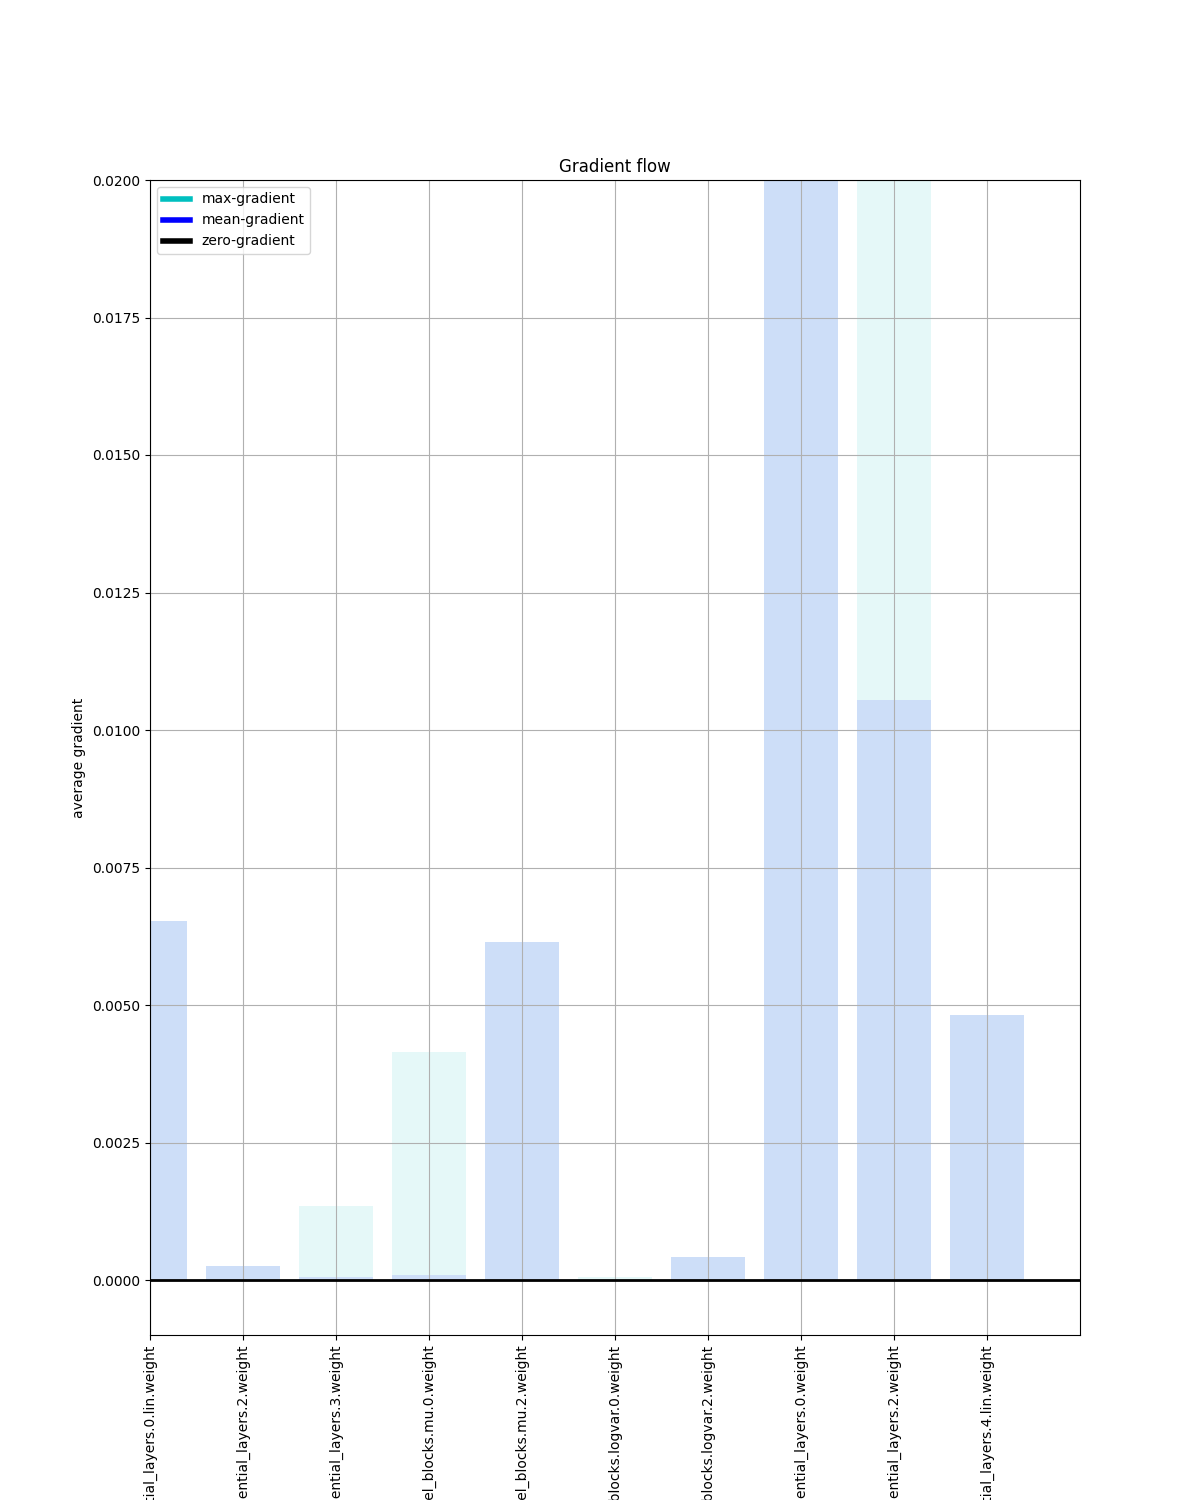 Gradient flow
max-gradient
mean-gradient
zero-gradient
0.0200
0.0175
0.0150
0.0125
0.0100
0.0075
0.0050
0.0025
0.0000
average gradient
tial_layers.0.lin.weight
ential_layers.2.weight
ential_layers.3.weight
el_blocks.mu.0.weight
el_blocks.mu.2.weight
blocks.logvar.0.weight
blocks.logvar.2.weight
ential_layers.0.weight
ential_layers.2.weight
tial_layers.4.lin.weight